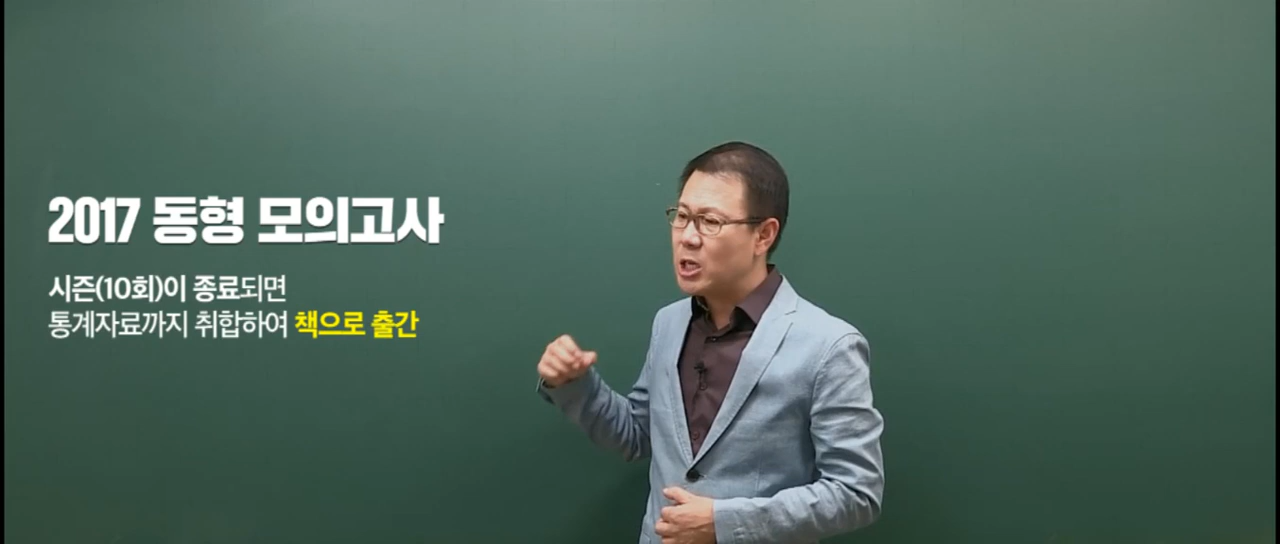 2017 동형 모의고사
시즌(10회)이 종료되면
통계자료까지 취합하여 책으로 출간